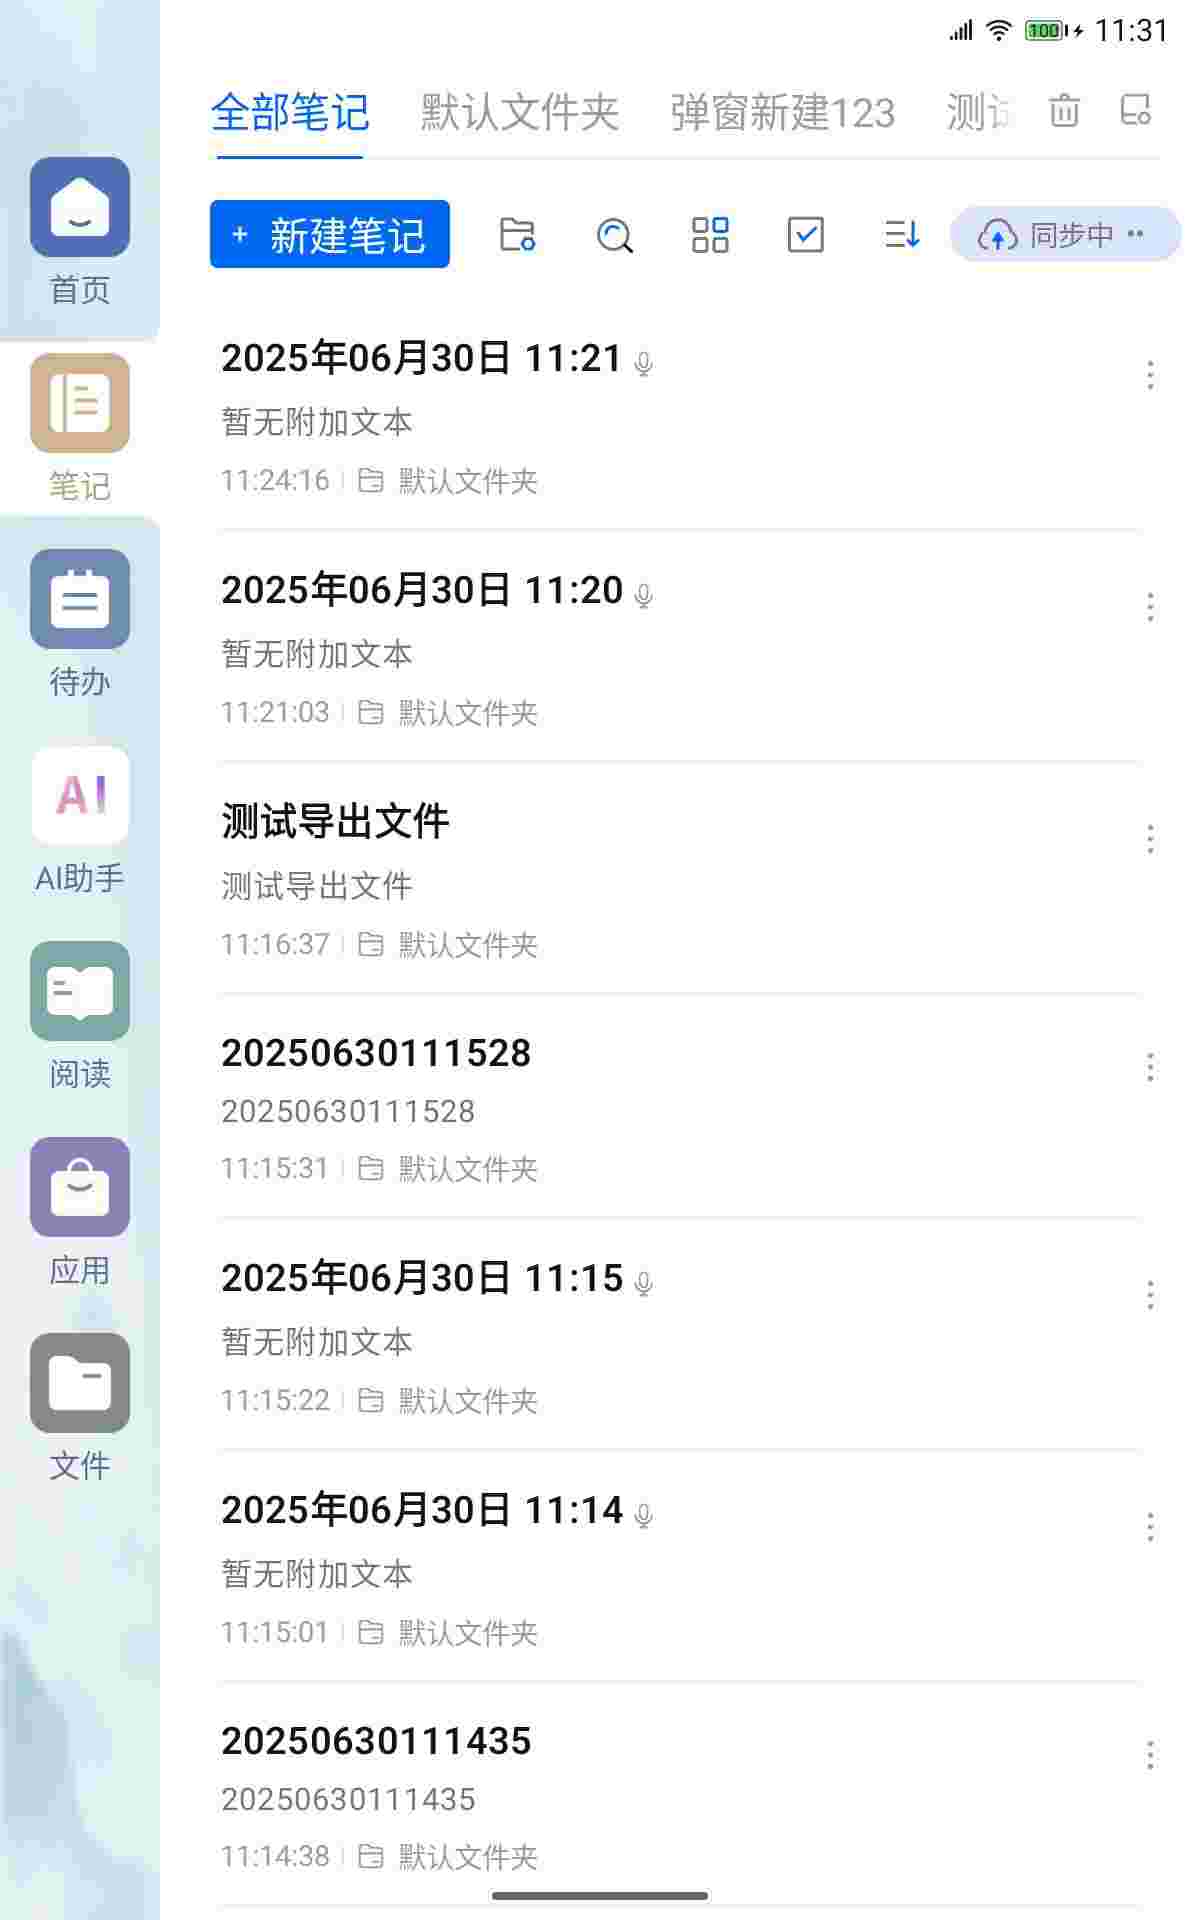 100 11:31
全部笔记 默认文件夹 弹窗新建123 测试
+ 新建笔记 同步中 ··
首页
笔记
待办
AI
AI助手
阅读
应用
文件
2025年06月30日 11:21
暂无附加文本
11:24:16 默认文件夹
2025年06月30日 11:20
暂无附加文本
11:21:03 默认文件夹
测试导出文件
测试导出文件
11:16:37 默认文件夹
20250630111528
20250630111528
11:15:31 默认文件夹
2025年06月30日 11:15
暂无附加文本
11:15:22 默认文件夹
2025年06月30日 11:14
暂无附加文本
11:15:01 默认文件夹
20250630111435
20250630111435
11:14:38 默认文件夹